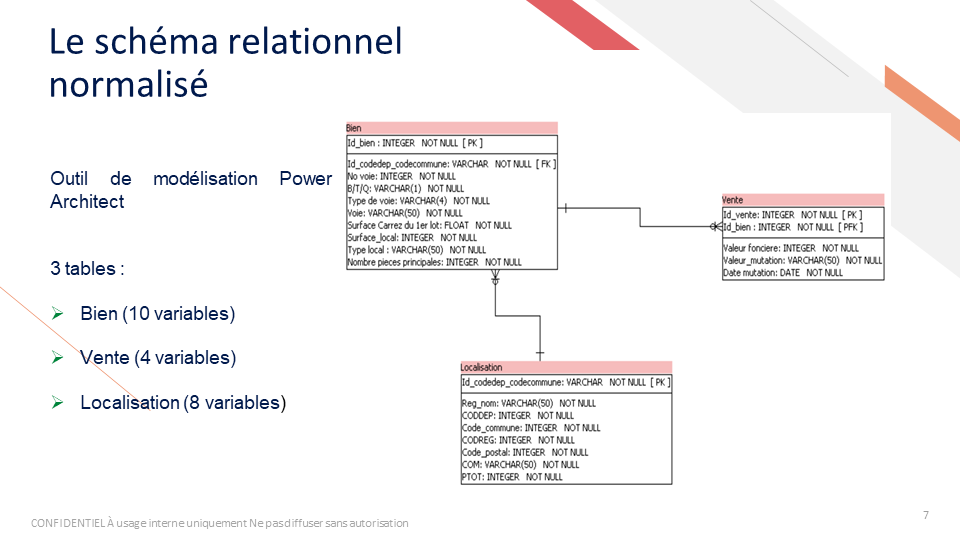 Le schéma relationnel
normalisé
Outil de modélisation Power
Architect
3 tables :
Bien (10 variables)
Vente (4 variables)
Localisation (8 variables)
Bien
Id_bien : INTEGER NOT NULL [ PK ]
Id_codedep_codecommune: VARCHAR NOT NULL [ FK ]
No voie: INTEGER NOT NULL
B/T/Q: VARCHAR(1) NOT NULL
Type de voie: VARCHAR(4) NOT NULL
Voie: VARCHAR(50) NOT NULL
Surface Carrez du 1er lot: FLOAT NOT NULL
Surface_local: INTEGER NOT NULL
Type local : VARCHAR(50) NOT NULL
Nombre pieces principales: INTEGER NOT NULL
Vente
Id_vente: INTEGER NOT NULL [ PK ]
Id_bien : INTEGER NOT NULL [ PFK ]
Valeur fonciere: INTEGER NOT NULL
Valeur_mutation: VARCHAR(50) NOT NULL
Date mutation: DATE NOT NULL
Localisation
Id_codedep_codecommune: VARCHAR NOT NULL [ PK ]
Reg_nom: VARCHAR(50) NOT NULL
CODDEP: INTEGER NOT NULL
Code_commune: INTEGER NOT NULL
CODREG: INTEGER NOT NULL
Code_postal: INTEGER NOT NULL
COM: VARCHAR(50) NOT NULL
PTOT: INTEGER NOT NULL
CONFIDENTIEL À usage interne uniquement Ne pas diffuser sans autorisation
7